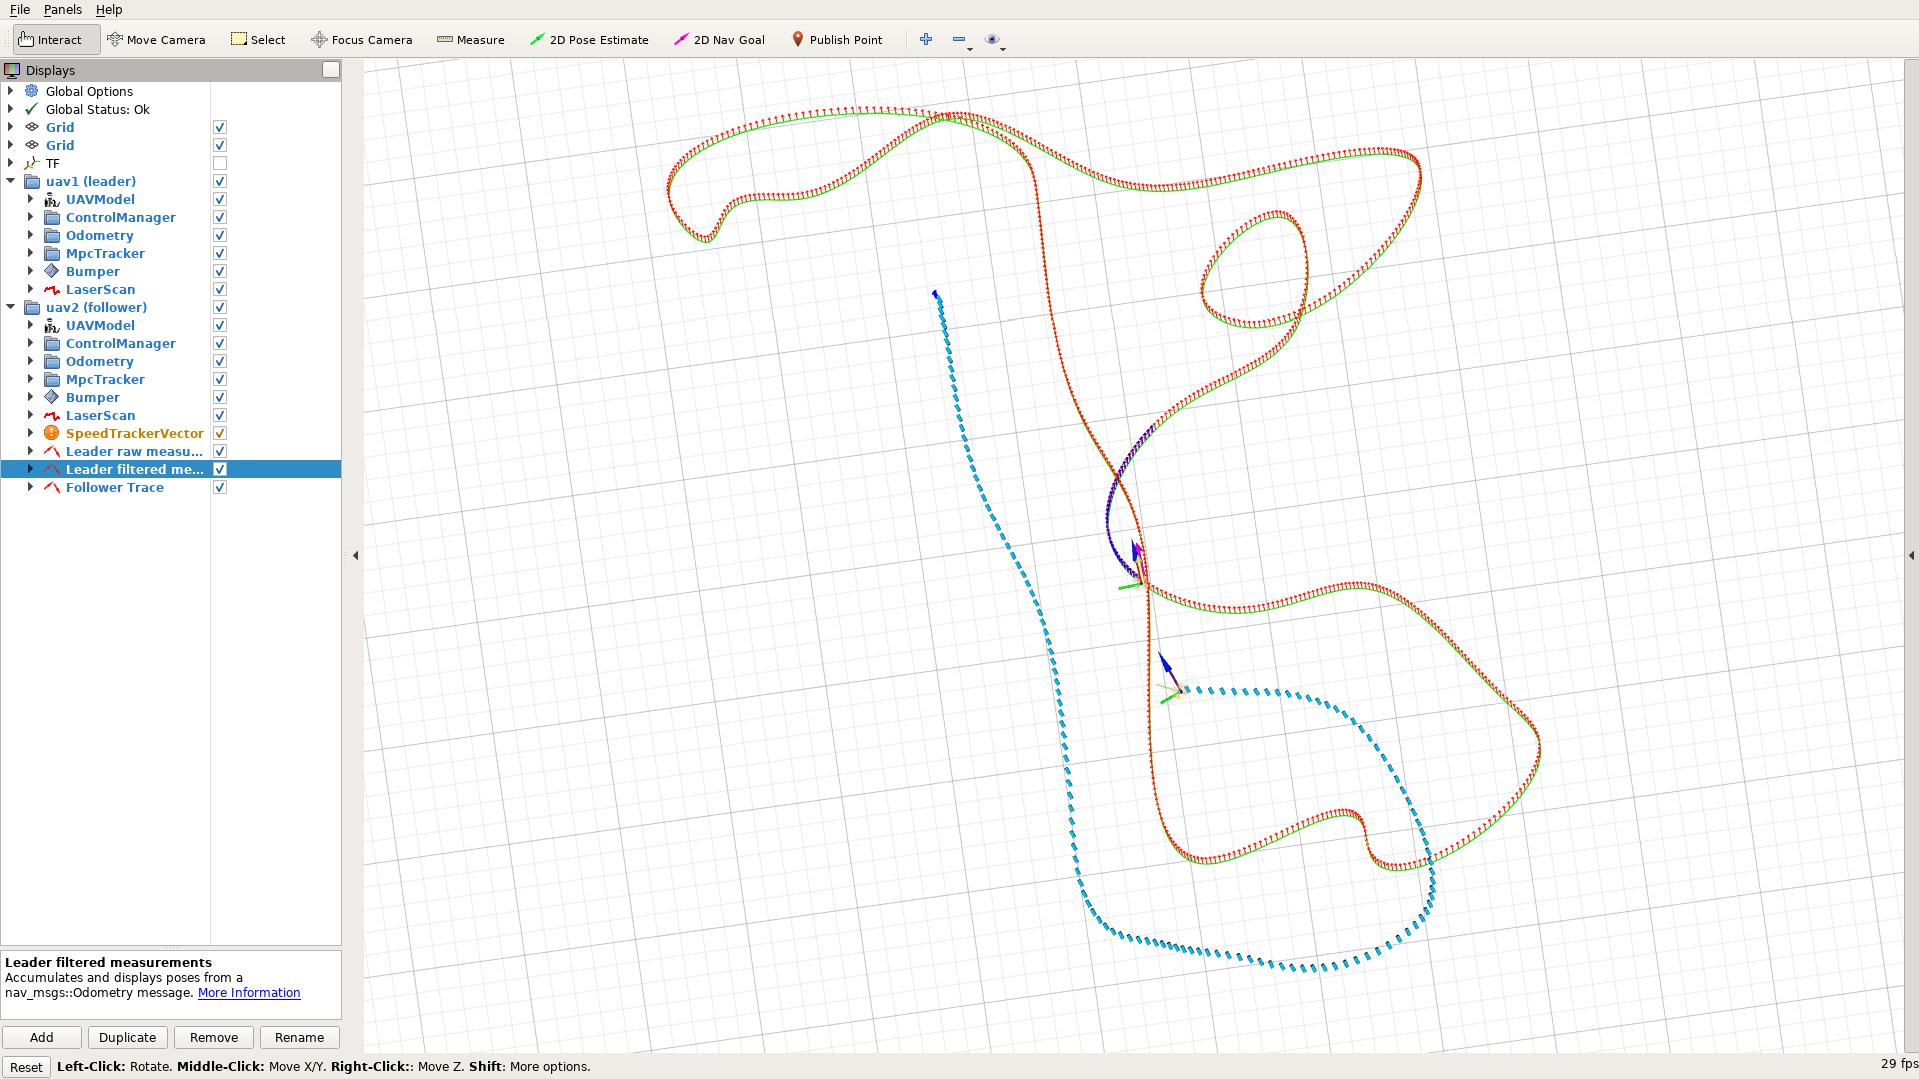 File Panels Help
Interact Move Camera Select Focus Camera Measure 2D Pose Estimate 2D Nav Goal Publish Point
Displays
Global Options
Global Status: Ok
Grid
Grid
TF
uav1 (leader)
UAVModel
ControlManager
Odometry
MpcTracker
Bumper
LaserScan
uav2 (follower)
UAVModel
ControlManager
Odometry
MpcTracker
Bumper
LaserScan
SpeedTrackerVector
Leader raw measu...
Leader filtered me...
Follower Trace
Leader filtered measurements
Accumulates and displays poses from a
nav_msgs::Odometry message. More Information
Add Duplicate Remove Rename
Reset Left-Click: Rotate. Middle-Click: Move X/Y. Right-Click:: Move Z. Shift: More options. 29 fps